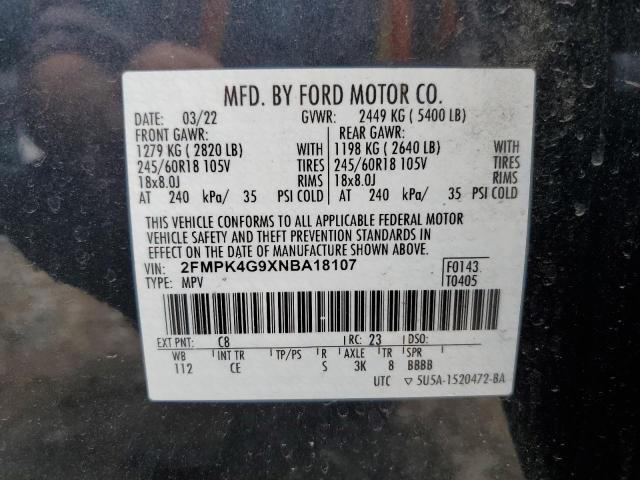 MFD. BY FORD MOTOR CO.
DATE: 03/22 GVWR: 2449 KG ( 5400 LB)
FRONT GAWR: REAR GAWR:
1279 KG ( 2820 LB) WITH 1198 KG ( 2640 LB) WITH
245/60R18 105V TIRES 245/60R18 105V TIRES
18x8.0J RIMS 18x8.0J RIMS
AT 240 kPa/ 35 PSI COLD AT 240 kPa/ 35 PSI COLD
THIS VEHICLE CONFORMS TO ALL APPLICABLE FEDERAL MOTOR
VEHICLE SAFETY AND THEFT PREVENTION STANDARDS IN
EFFECT ON THE DATE OF MANUFACTURE SHOWN ABOVE.
VIN: 2FMPK4G9XNBA18107 F0143
TYPE: MPV T0405
EXT PNT: C8 RC: 23 DSO:
WB INT TR TP/PS R AXLE TR SPR
112 CE S 3K 8 BBBB
UTC ▽ 5U5A-1520472-BA